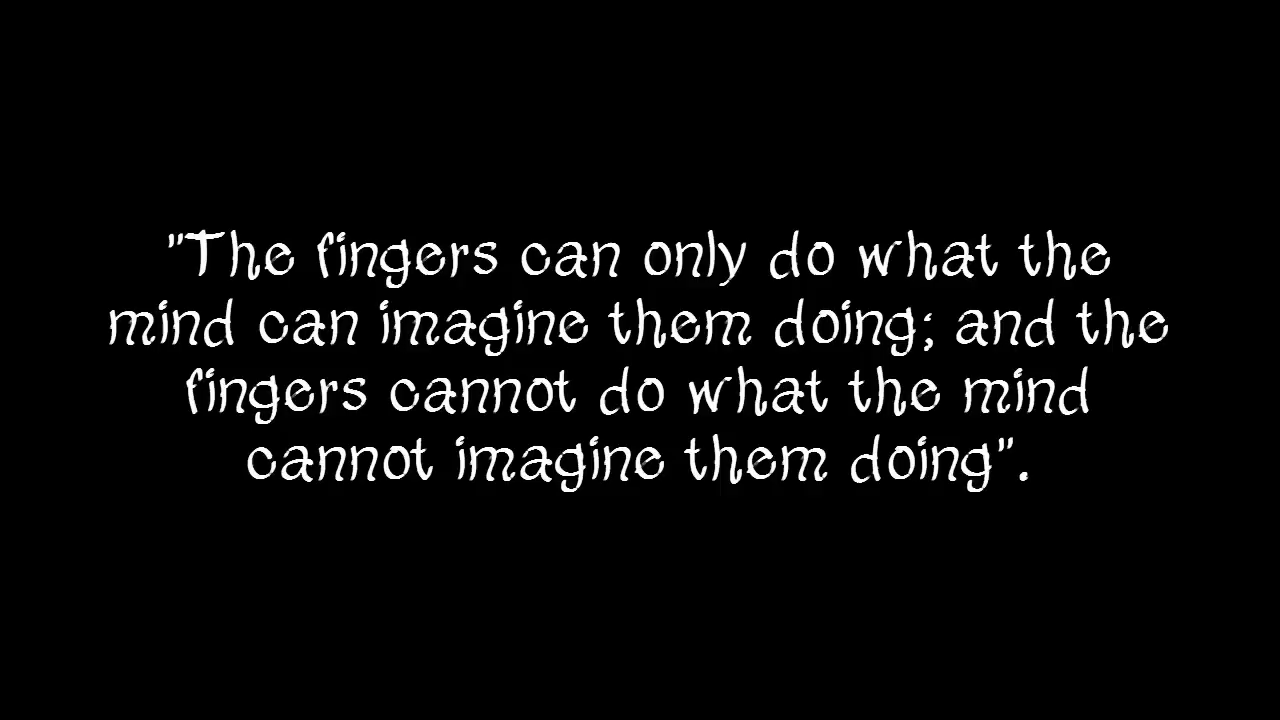 "The fingers can only do what the
mind can imagine them doing; and the
fingers cannot do what the mind
cannot imagine them doing".